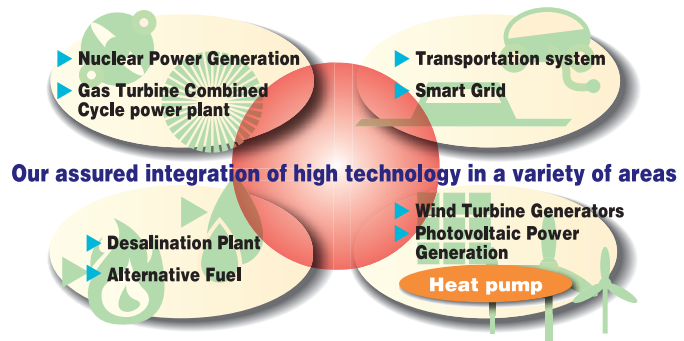 Nuclear Power Generation
Gas Turbine Combined
Cycle power plant
Transportation system
Smart Grid
Our assured integration of high technology in a variety of areas
Desalination Plant
Alternative Fuel
Wind Turbine Generators
Photovoltaic Power
Generation
Heat pump